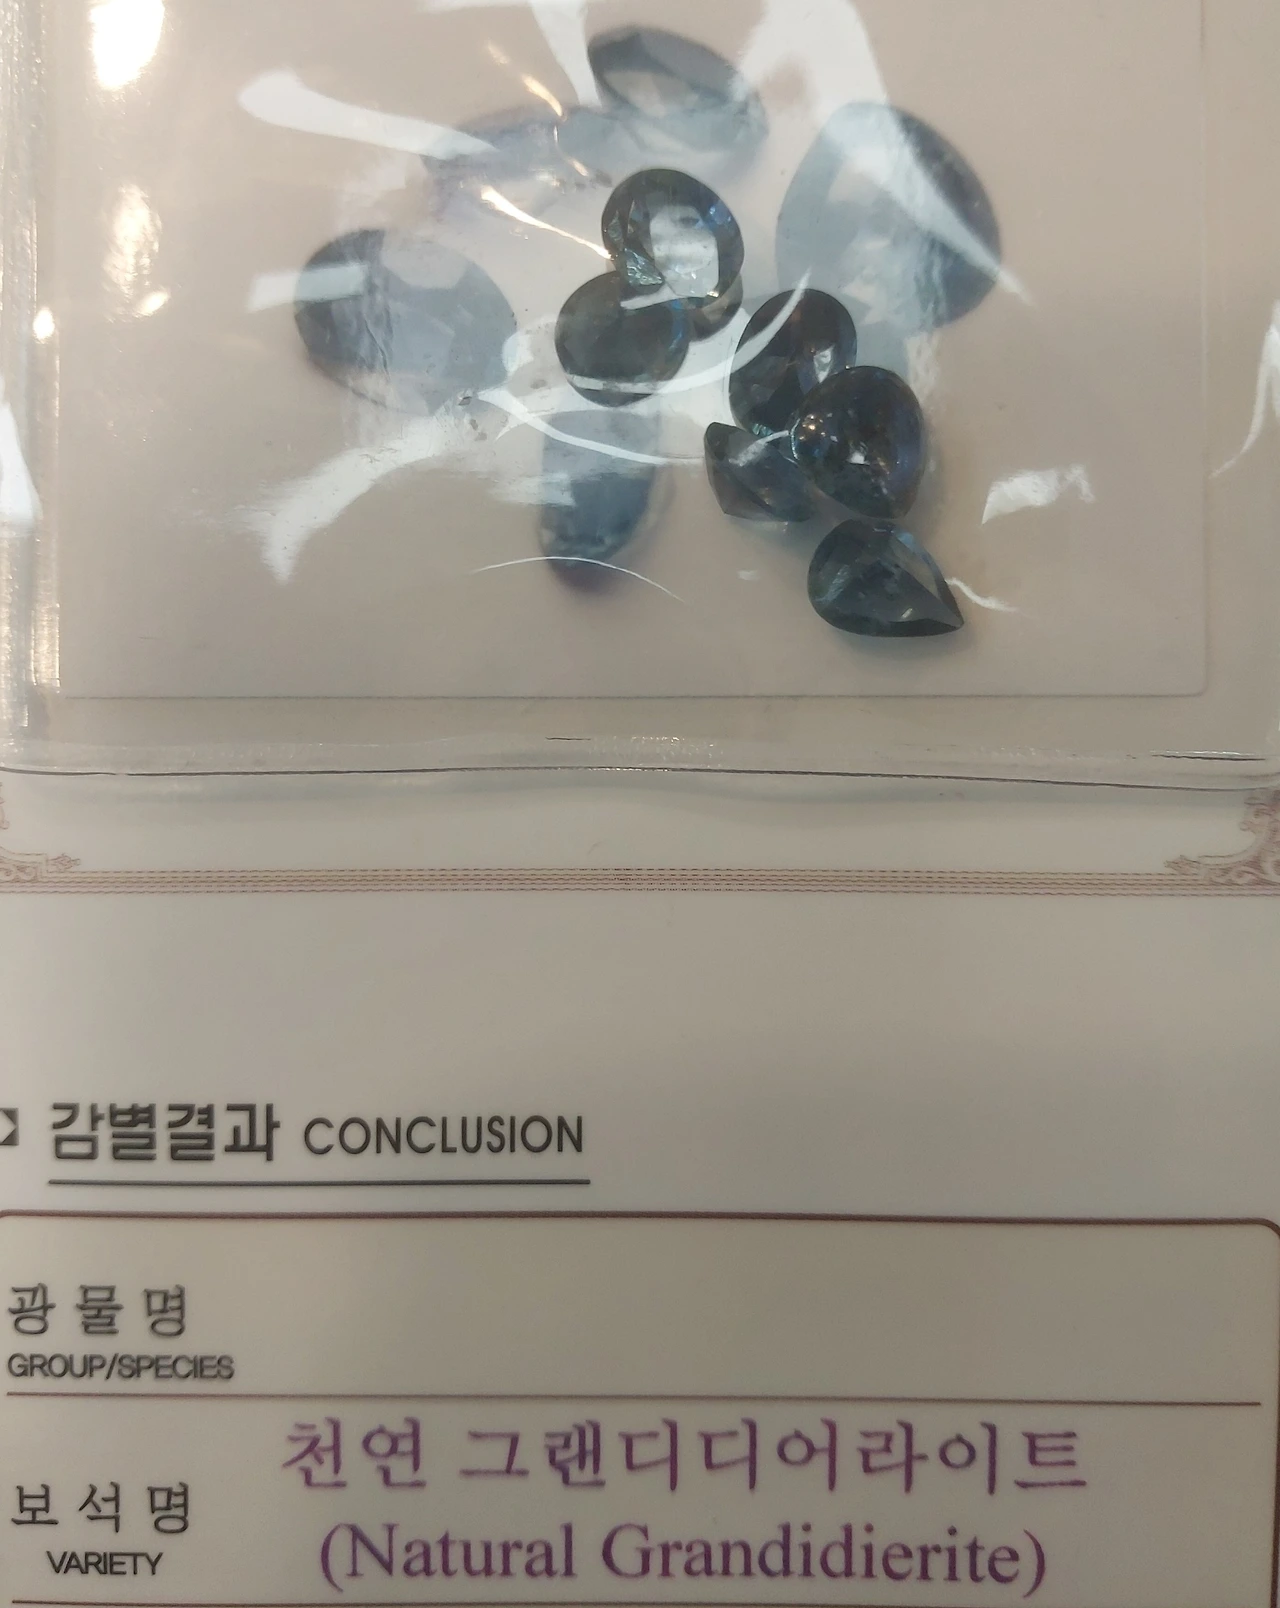 감별결과 CONCLUSION
광 물 명
GROUP/SPECIES
천연 그랜디디어라이트
보 석 명
(Natural Grandidierite)
VARIETY